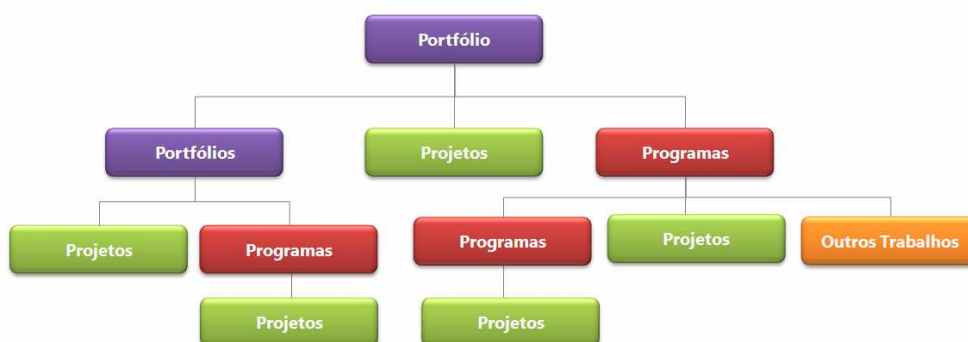 Portfólio
Portfólios
Projetos
Programas
Projetos
Programas
Programas
Projetos
Outros Trabalhos
Projetos
Projetos